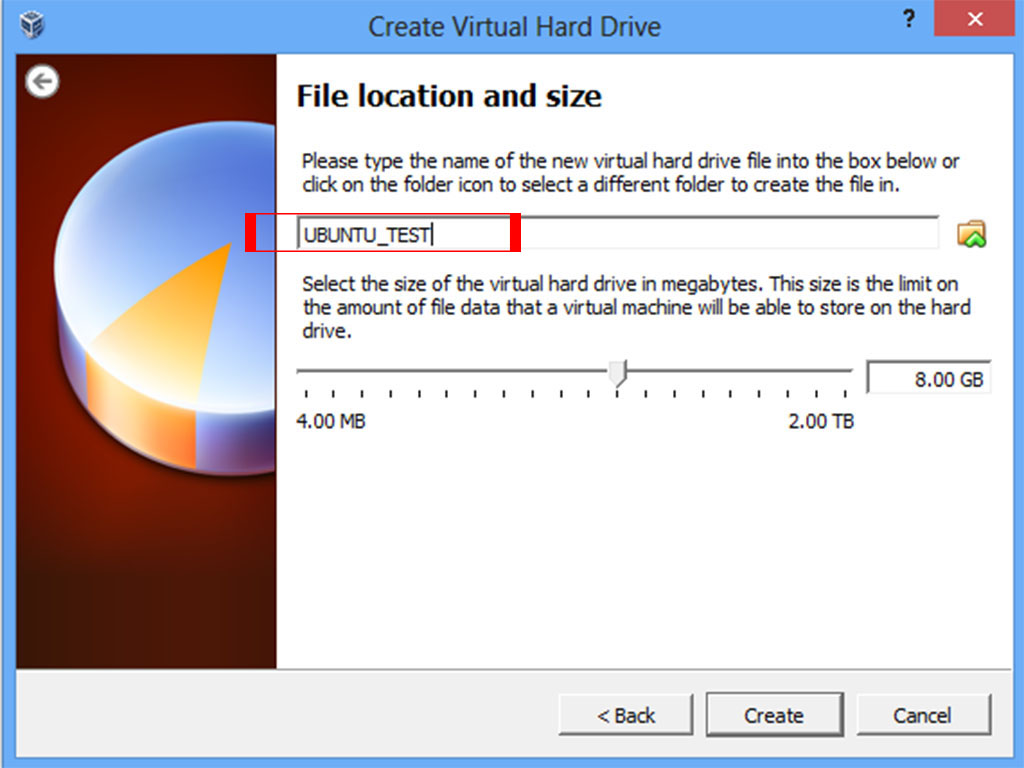 Create Virtual Hard Drive
?
File location and size
Please type the name of the new virtual hard drive file into the box below or
click on the folder icon to select a different folder to create the file in.
UBUNTU_TEST
Select the size of the virtual hard drive in megabytes. This size is the limit on
the amount of file data that a virtual machine will be able to store on the hard
drive.
8.00 GB
4.00 MB 2.00 TB
< Back Create Cancel